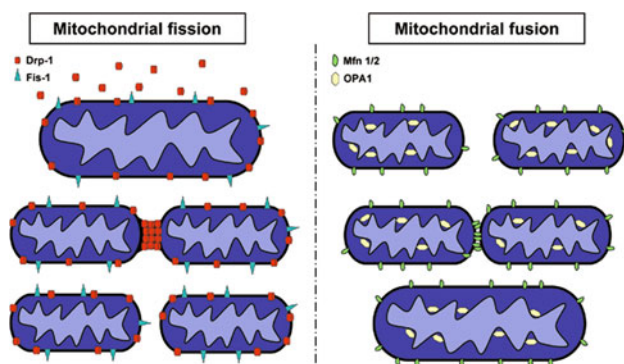 Mitochondrial fission
Drp-1
Fis-1
Mitochondrial fusion
Mfn 1/2
OPA1